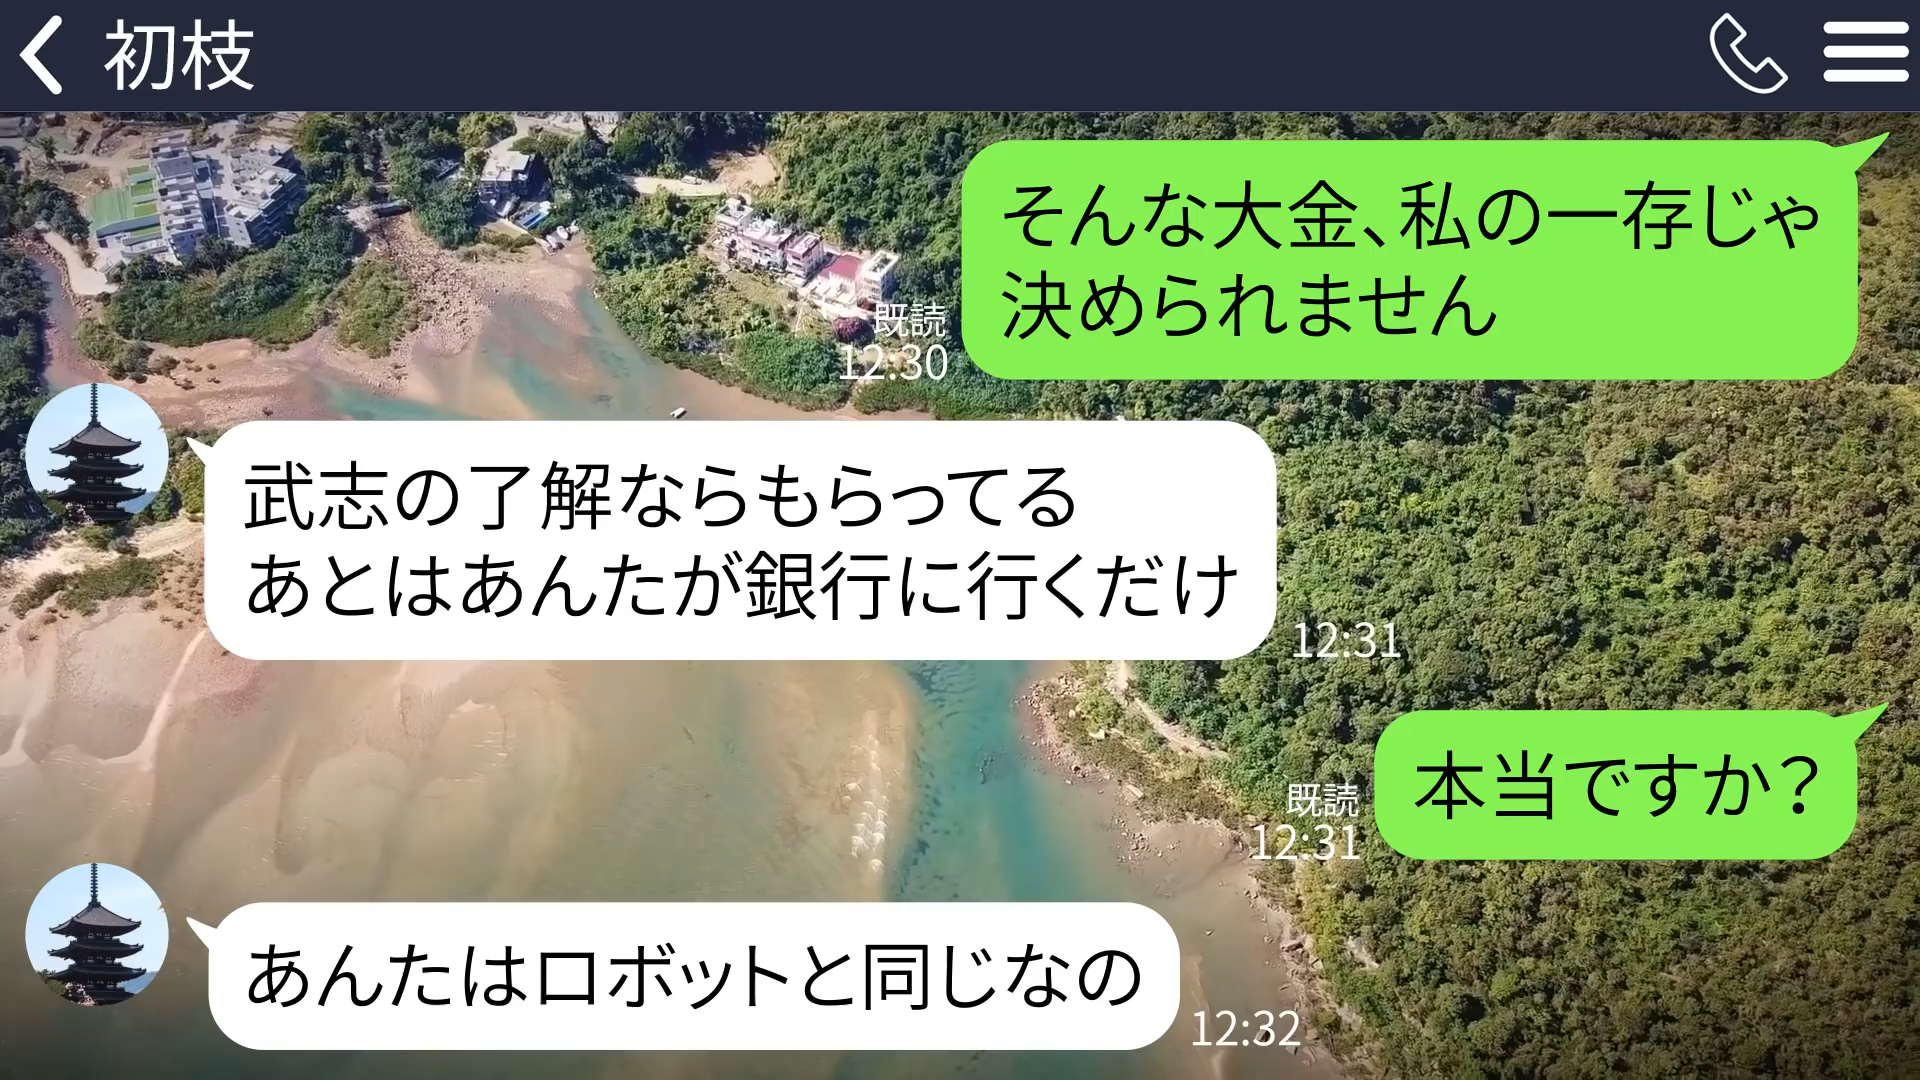 初枝
そんな大金、私の一存じゃ
決められません
既読
12:30
武志の了解ならもらってる
あとはあんたが銀行に行くだけ
12:31
本当ですか？
既読
12:31
あんたはロボットと同じなの
12:32